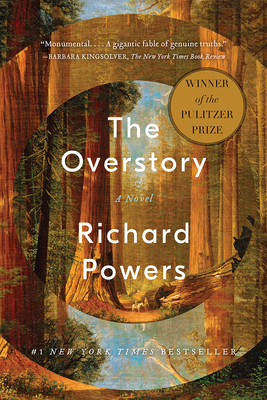 "Monumental. . . . A gigantic fable of genuine truths."
—BARBARA KINGSOLVER, The New York Times Book Review
WINNER
of the
PULITZER
PRIZE
The
Overstory
A Novel
Richard
Powers
#1 NEW YORK TIMES BESTSELLER